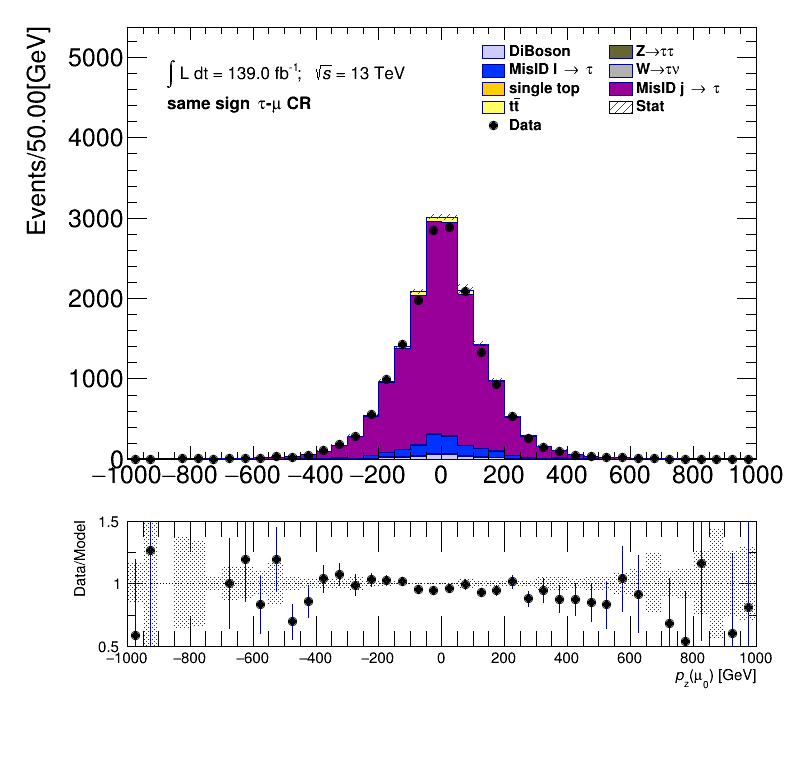 Events/50.00[GeV]
5000
4000
3000
2000
1000
0
∫ L dt = 139.0 fb⁻¹; √s = 13 TeV
same sign τ-μ CR
DiBoson
MisID l → τ
single top
tt̄
Data
Z→ττ
W→τν
MisID j → τ
Stat
−1000 −800 −600 −400 −200 0 200 400 600 800 1000
Data/Model
1.5
1
0.5
−1000 −800 −600 −400 −200 0 200 400 600 800 1000
p_z(μ_0) [GeV]